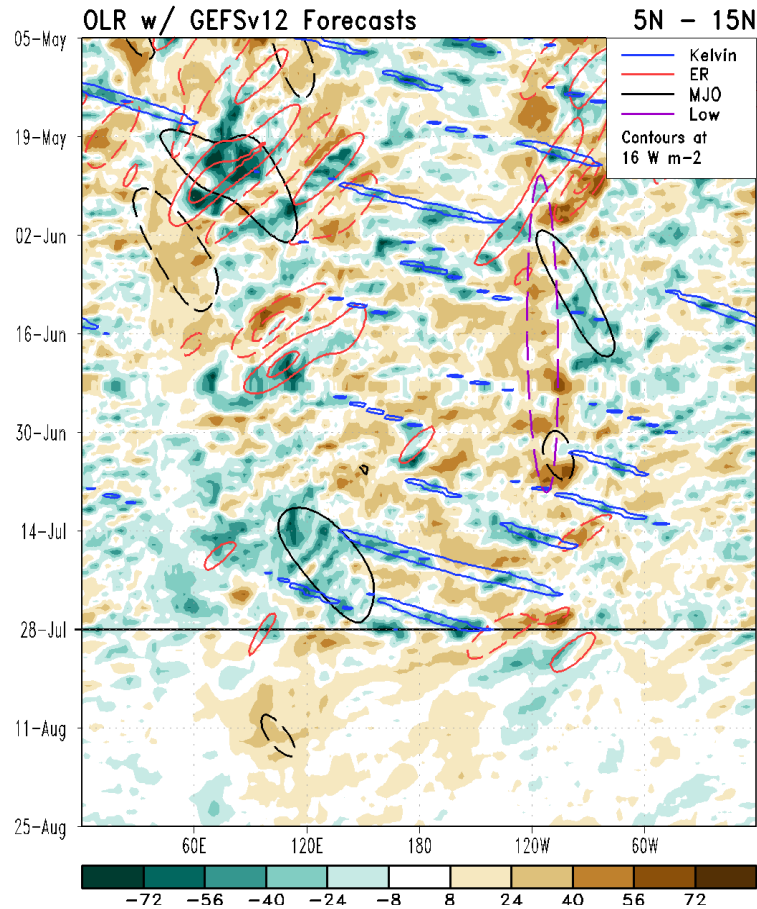 OLR w/ GEFSv12 Forecasts 5N - 15N
Kelvin
ER
MJO
Low
Contours at
16 W m-2
05-May
19-May
02-Jun
16-Jun
30-Jun
14-Jul
28-Jul
11-Aug
25-Aug
60E 120E 180 120W 60W
-72 -56 -40 -24 -8 8 24 40 56 72